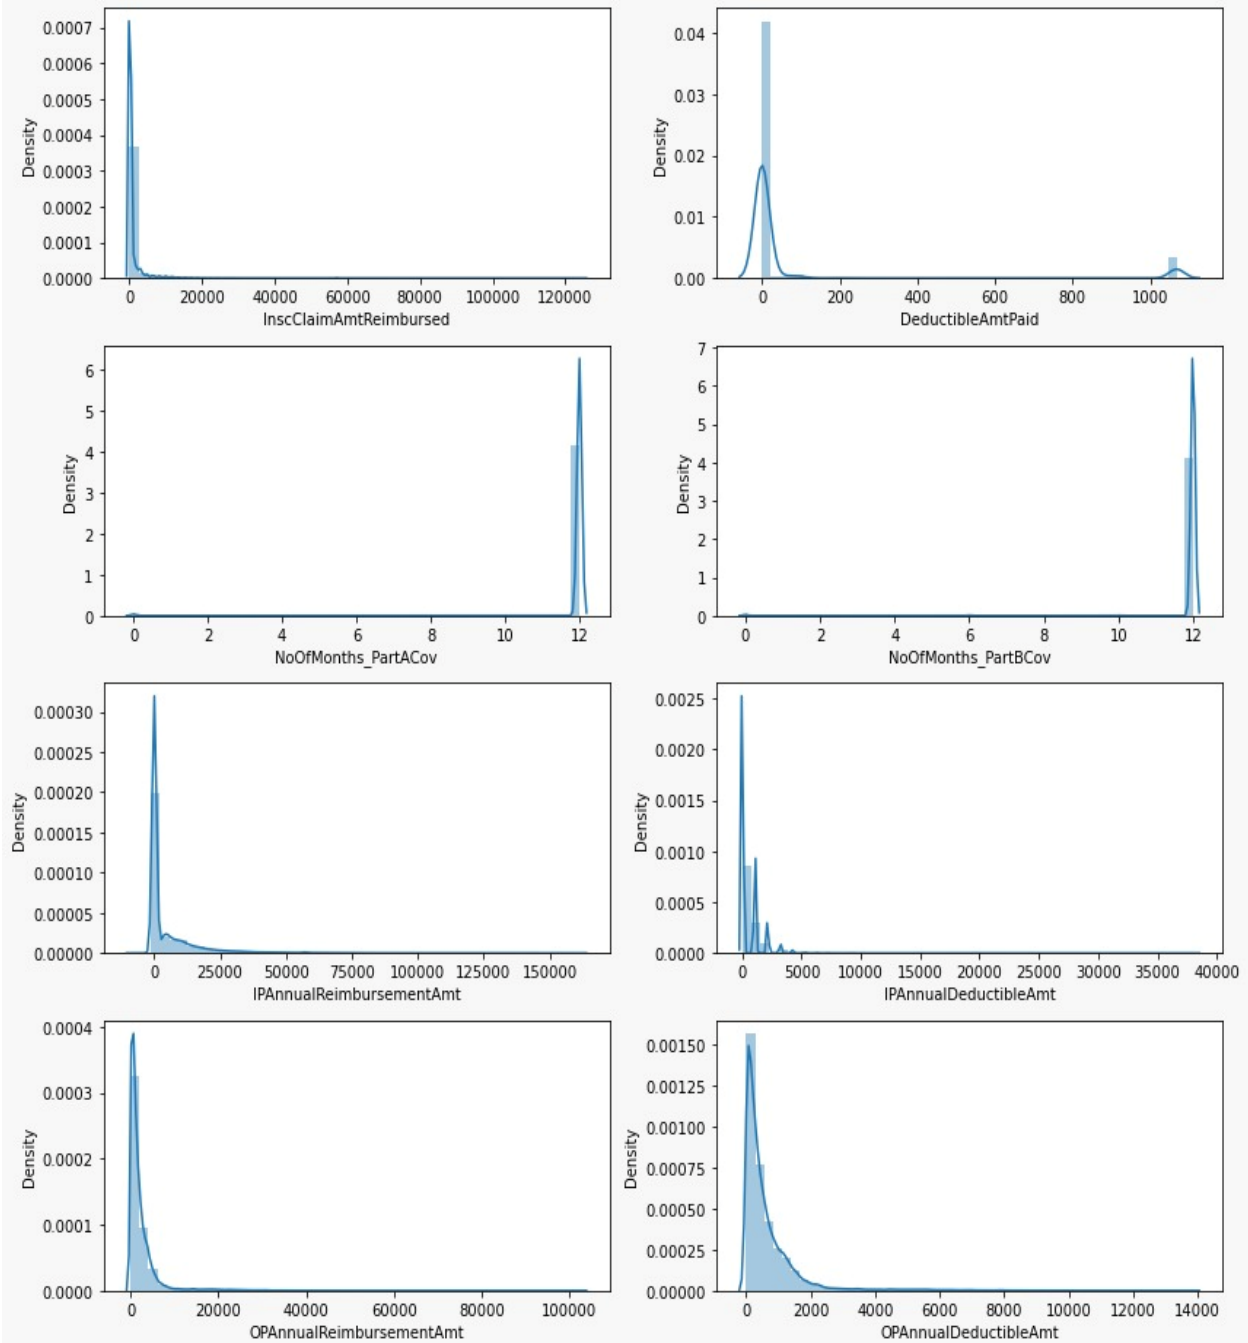 0.0007
0.0006
0.0005
0.0004
0.0003
0.0002
0.0001
0.0000
Density
0 20000 40000 60000 80000 100000 120000
InscClaimAmtReimbursed
0.04
0.03
0.02
0.01
0.00
Density
0 200 400 600 800 1000
DeductibleAmtPaid
6
5
4
3
2
1
0
Density
0 2 4 6 8 10 12
NoOfMonths_PartACov
7
6
5
4
3
2
1
0
Density
0 2 4 6 8 10 12
NoOfMonths_PartBCov
0.00030
0.00025
0.00020
0.00015
0.00010
0.00005
0.00000
Density
0 25000 50000 75000 100000 125000 150000
IPAnnualReimbursementAmt
0.0025
0.0020
0.0015
0.0010
0.0005
0.0000
Density
0 5000 10000 15000 20000 25000 30000 35000 40000
IPAnnualDeductibleAmt
0.0004
0.0003
0.0002
0.0001
0.0000
Density
0 20000 40000 60000 80000 100000
OPAnnualReimbursementAmt
0.00150
0.00125
0.00100
0.00075
0.00050
0.00025
0.00000
Density
0 2000 4000 6000 8000 10000 12000 14000
OPAnnualDeductibleAmt